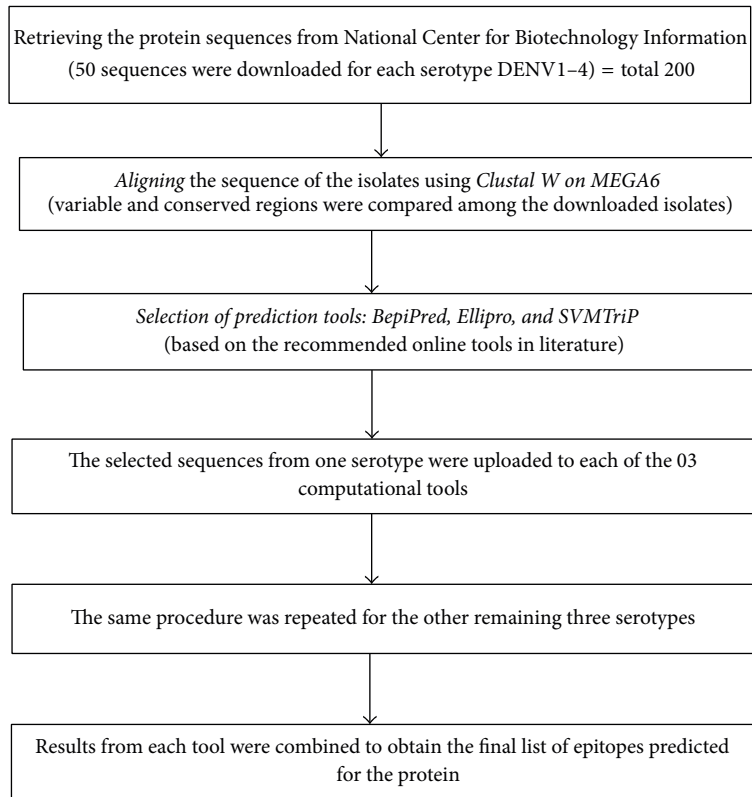 Retrieving the protein sequences from National Center for Biotechnology Information
(50 sequences were downloaded for each serotype DENV1–4) = total 200
Aligning the sequence of the isolates using Clustal W on MEGA6
(variable and conserved regions were compared among the downloaded isolates)
Selection of prediction tools: BepiPred, Ellipro, and SVMTriP
(based on the recommended online tools in literature)
The selected sequences from one serotype were uploaded to each of the 03
computational tools
The same procedure was repeated for the other remaining three serotypes
Results from each tool were combined to obtain the final list of epitopes predicted
for the protein